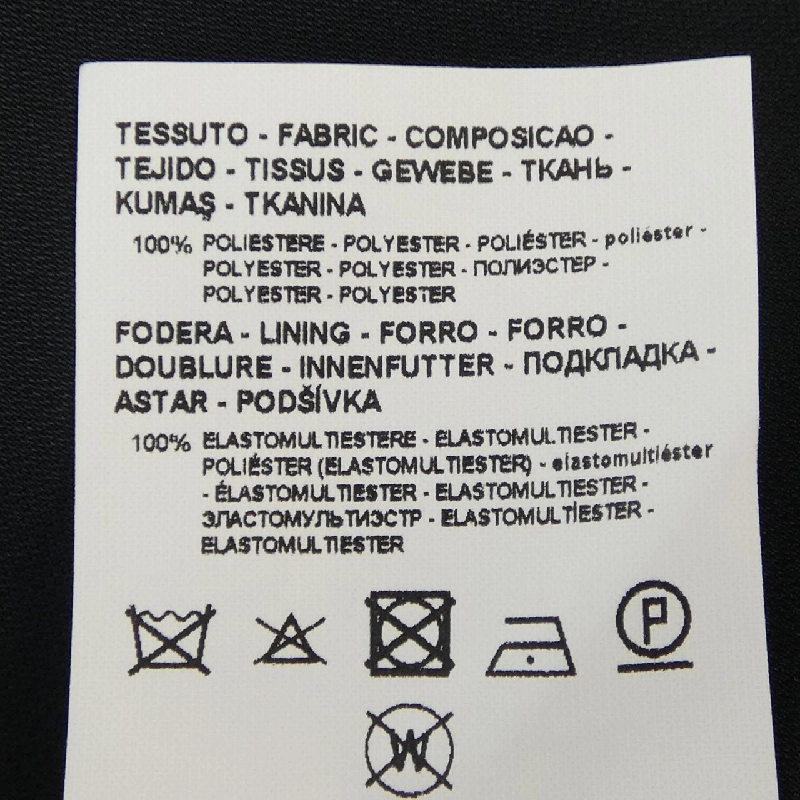 TESSUTO - FABRIC - COMPOSICAO -
TEJIDO - TISSUS - GEWEBE - ТКАНЬ -
KUMAŞ - TKANINA
100% POLIESTERE - POLYESTER - POLIÉSTER - poliéster -
POLYESTER - POLYESTER - ПОЛИЭСТЕР -
POLYESTER - POLYESTER
FODERA - LINING - FORRO - FORRO -
DOUBLURE - INNENFUTTER - ПОДКЛАДКА -
ASTAR - PODŠÍVKA
100% ELASTOMULTIESTERE - ELASTOMULTIESTER -
POLIÉSTER (ELASTOMULTIESTER) - elastomultiéster
- ÉLASTOMULTIESTER - ELASTOMULTIESTER -
ЭЛАСТОМУЛЬТИЭСТР - ELASTOMULTİESTER -
ELASTOMULTIESTER
P
W